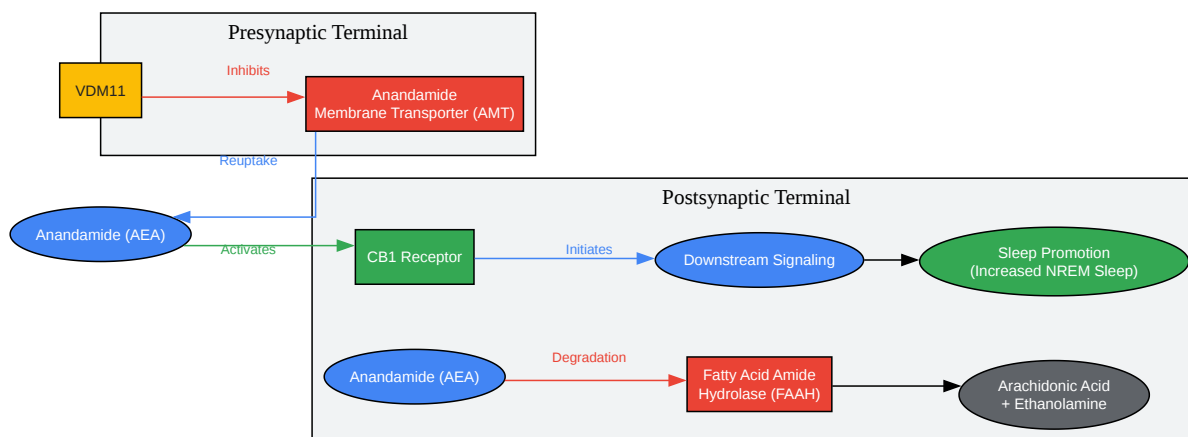 Presynaptic Terminal
VDM11
Inhibits
Anandamide
Membrane Transporter (AMT)
Reuptake
Postsynaptic Terminal
Anandamide (AEA)
Activates
CB1 Receptor
Initiates
Downstream Signaling
Sleep Promotion
(Increased NREM Sleep)
Anandamide (AEA)
Degradation
Fatty Acid Amide
Hydrolase (FAAH)
Arachidonic Acid
+ Ethanolamine